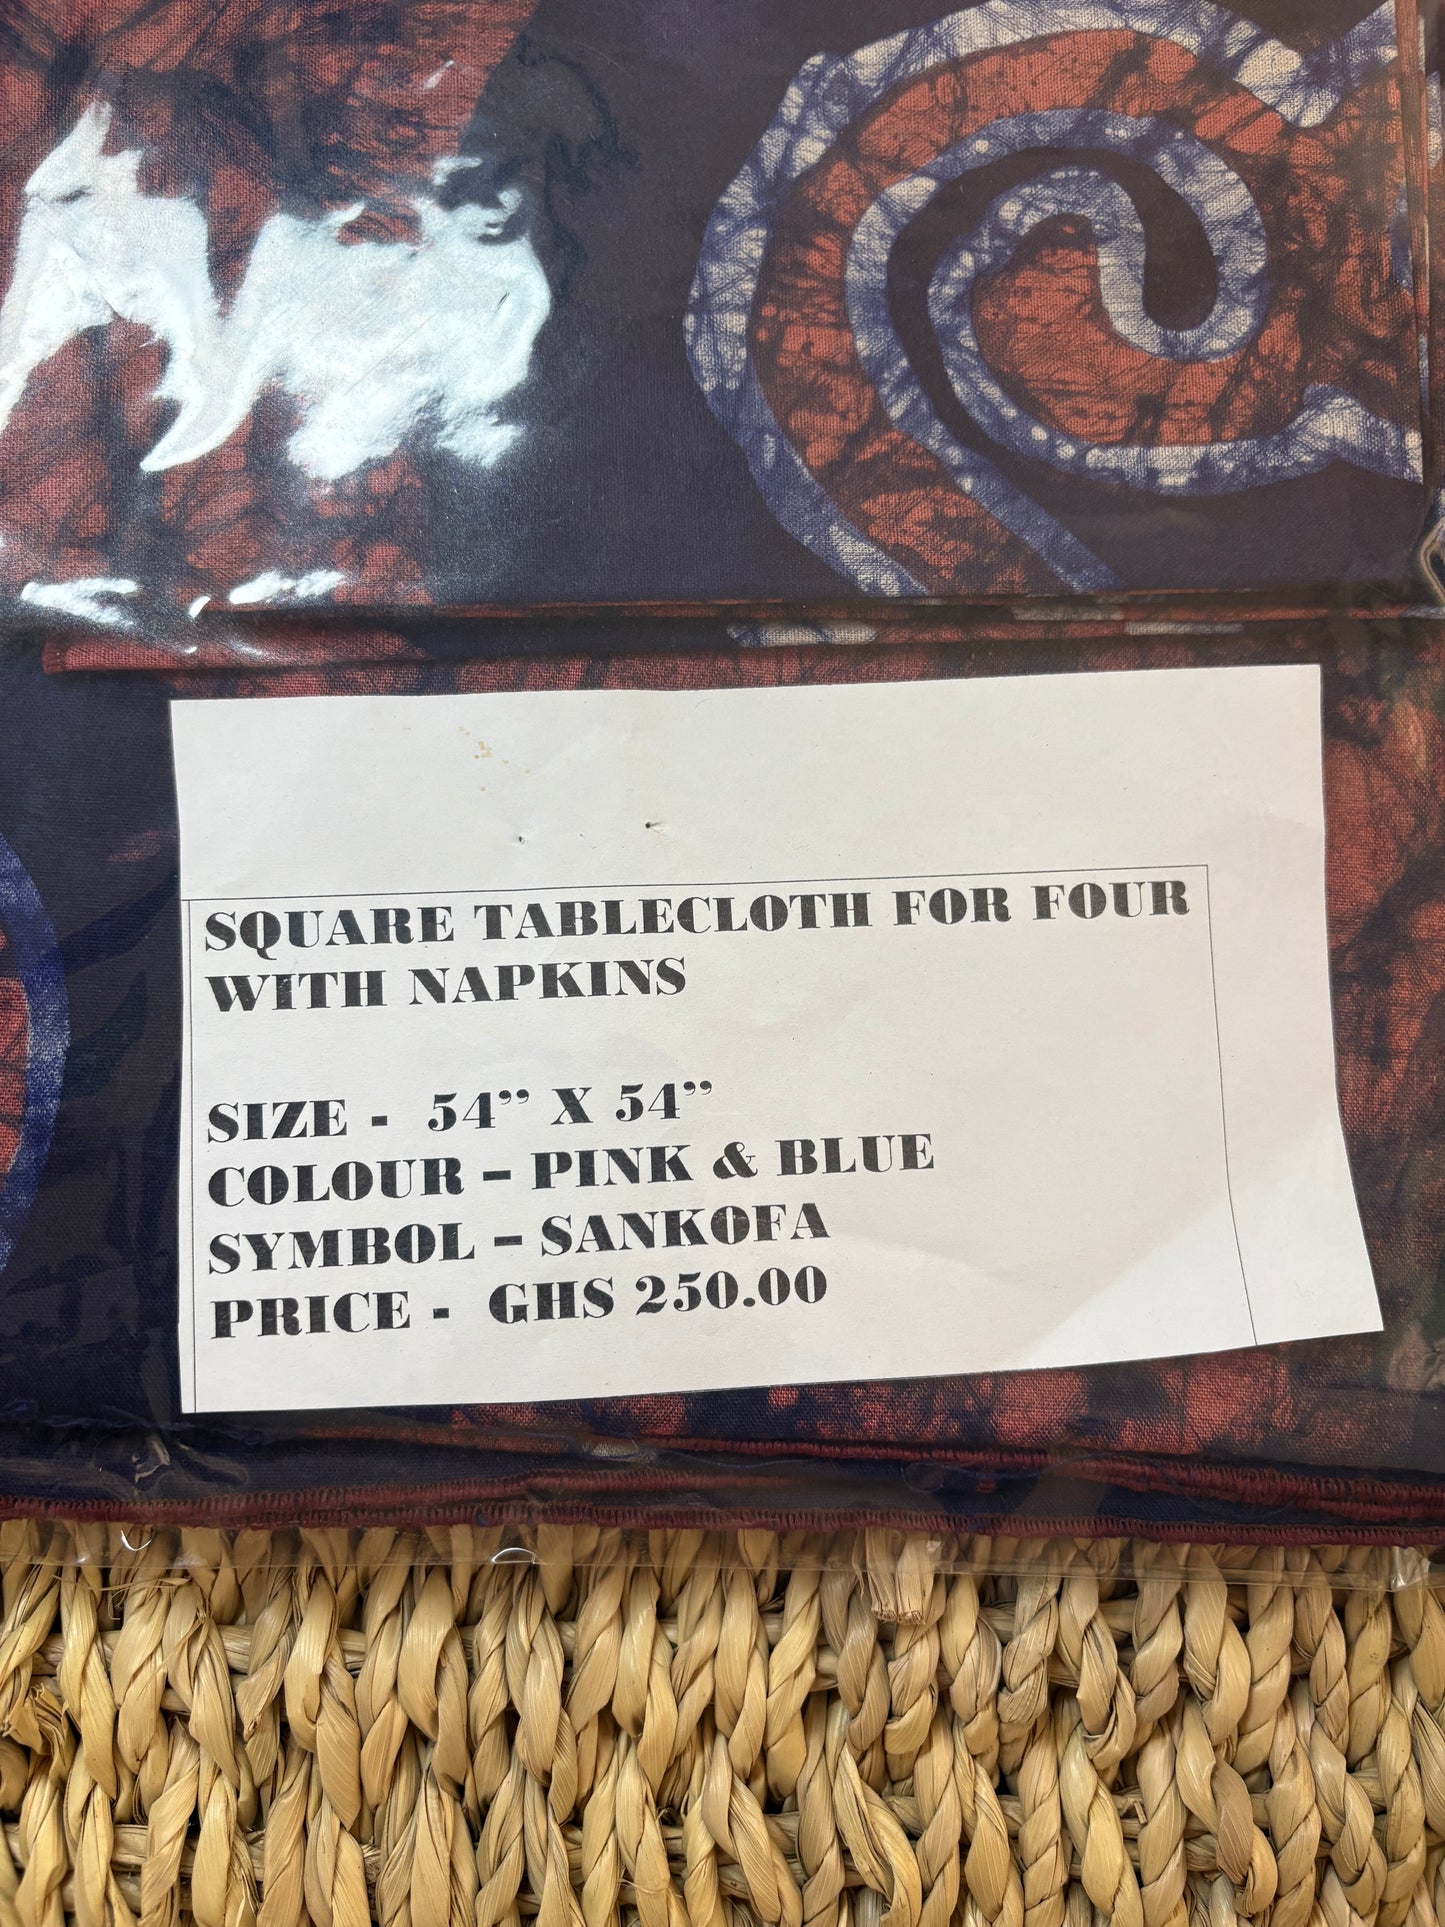 SQUARE TABLECLOTH FOR FOUR
WITH NAPKINS
SIZE - 54” X 54”
COLOUR – PINK & BLUE
SYMBOL – SANKOFA
PRICE - GHS 250.00